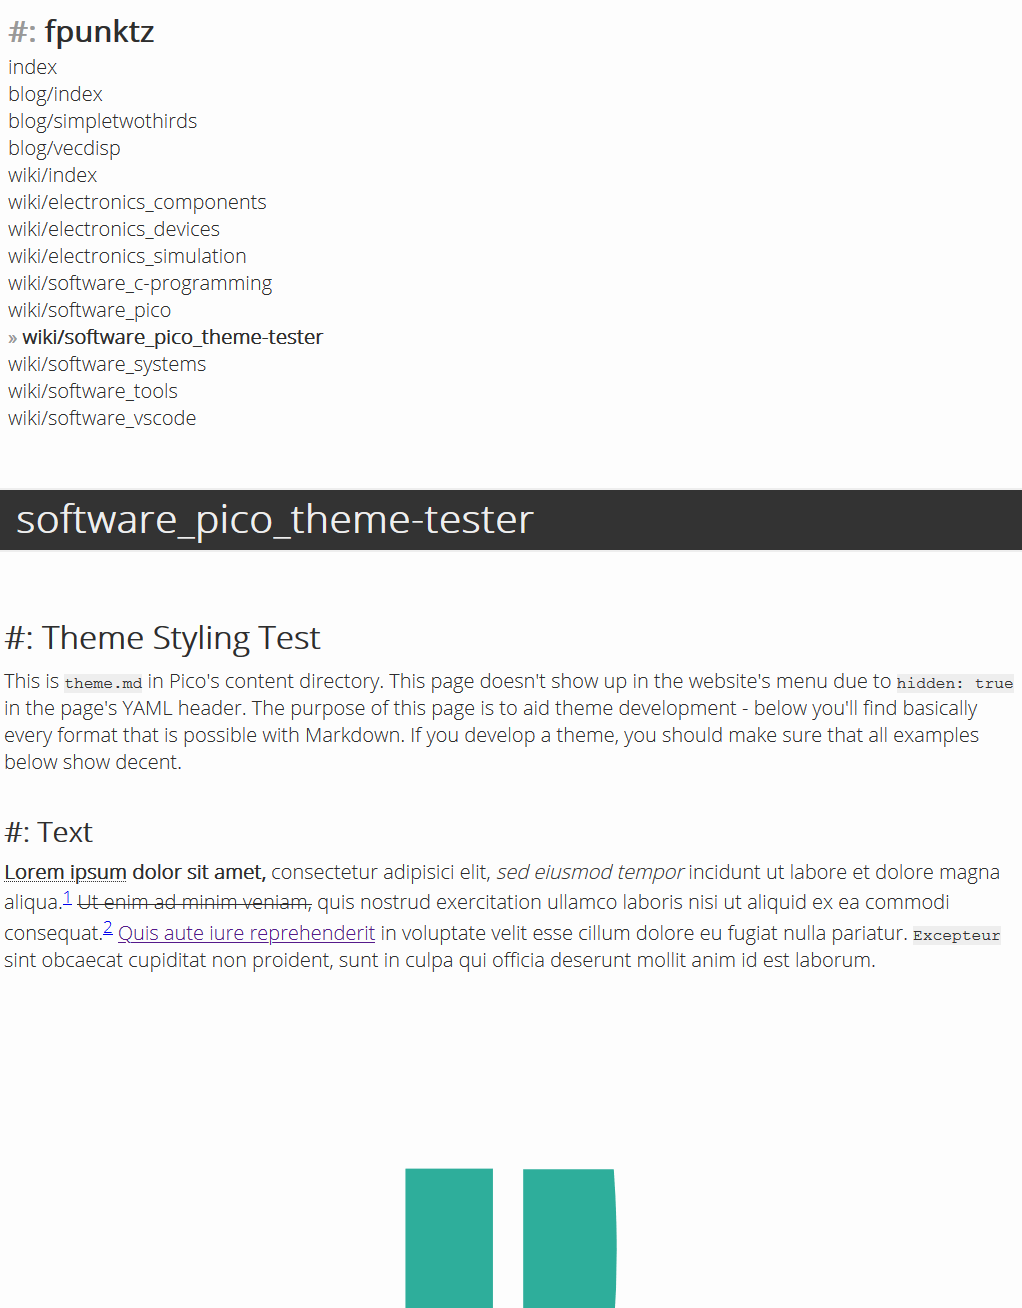 #: fpunktz
index
blog/index
blog/simpletwothirds
blog/vecdisp
wiki/index
wiki/electronics_components
wiki/electronics_devices
wiki/electronics_simulation
wiki/software_c-programming
wiki/software_pico
» wiki/software_pico_theme-tester
wiki/software_systems
wiki/software_tools
wiki/software_vscode
software_pico_theme-tester
#: Theme Styling Test
This is theme.md in Pico's content directory. This page doesn't show up in the website's menu due to hidden: true
in the page's YAML header. The purpose of this page is to aid theme development - below you'll find basically
every format that is possible with Markdown. If you develop a theme, you should make sure that all examples
below show decent.
#: Text
Lorem ipsum dolor sit amet, consectetur adipisici elit, sed eiusmod tempor incidunt ut labore et dolore magna
aliqua.1 Ut enim ad minim veniam, quis nostrud exercitation ullamco laboris nisi ut aliquid ex ea commodi
consequat.2 Quis aute iure reprehenderit in voluptate velit esse cillum dolore eu fugiat nulla pariatur. Excepteur
sint obcaecat cupiditat non proident, sunt in culpa qui officia deserunt mollit anim id est laborum.